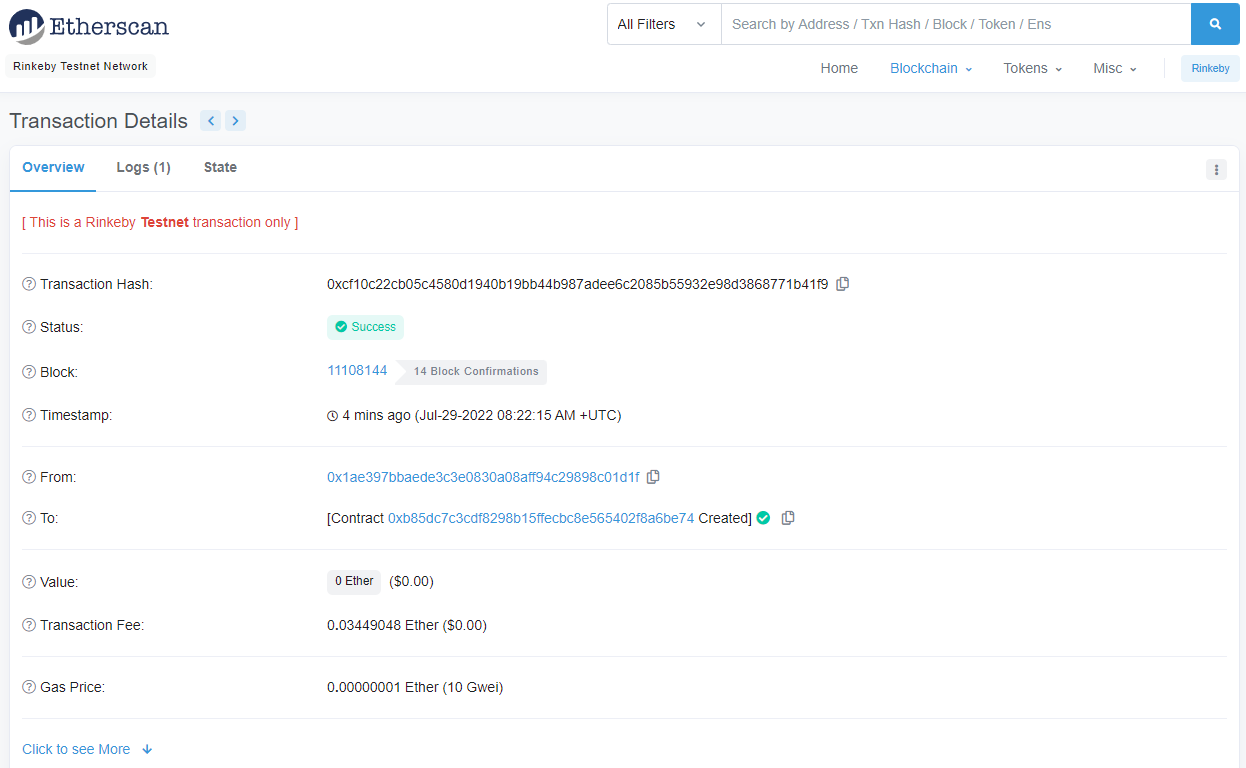 Etherscan
All Filters Search by Address / Txn Hash / Block / Token / Ens
Rinkeby Testnet Network
Home Blockchain Tokens Misc Rinkeby
Transaction Details
Overview Logs (1) State
[ This is a Rinkeby Testnet transaction only ]
Transaction Hash: 0xcf10c22cb05c4580d1940b19bb44b987adee6c2085b55932e98d3868771b41f9
Status: Success
Block: 11108144 14 Block Confirmations
Timestamp: 4 mins ago (Jul-29-2022 08:22:15 AM +UTC)
From: 0x1ae397bbaede3c3e0830a08aff94c29898c01d1f
To: [Contract 0xb85dc7c3cdf8298b15ffecbc8e565402f8a6be74 Created]
Value: 0 Ether ($0.00)
Transaction Fee: 0.03449048 Ether ($0.00)
Gas Price: 0.00000001 Ether (10 Gwei)
Click to see More